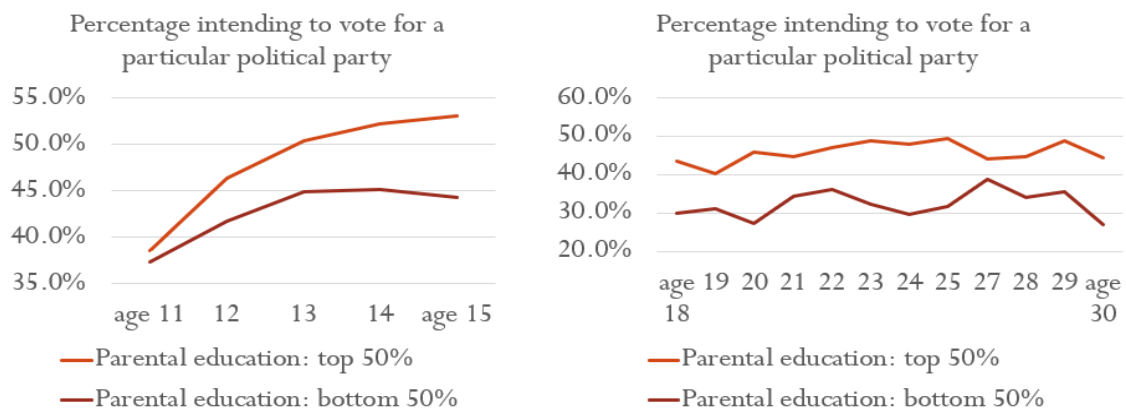 Percentage intending to vote for a
particular political party
55.0%
50.0%
45.0%
40.0%
35.0%
age 11 12 13 14 age 15
Parental education: top 50%
Parental education: bottom 50%
Percentage intending to vote for a
particular political party
60.0%
50.0%
40.0%
30.0%
20.0%
age 19 20 21 22 23 24 25 27 28 29 age
18 30
Parental education: top 50%
Parental education: bottom 50%